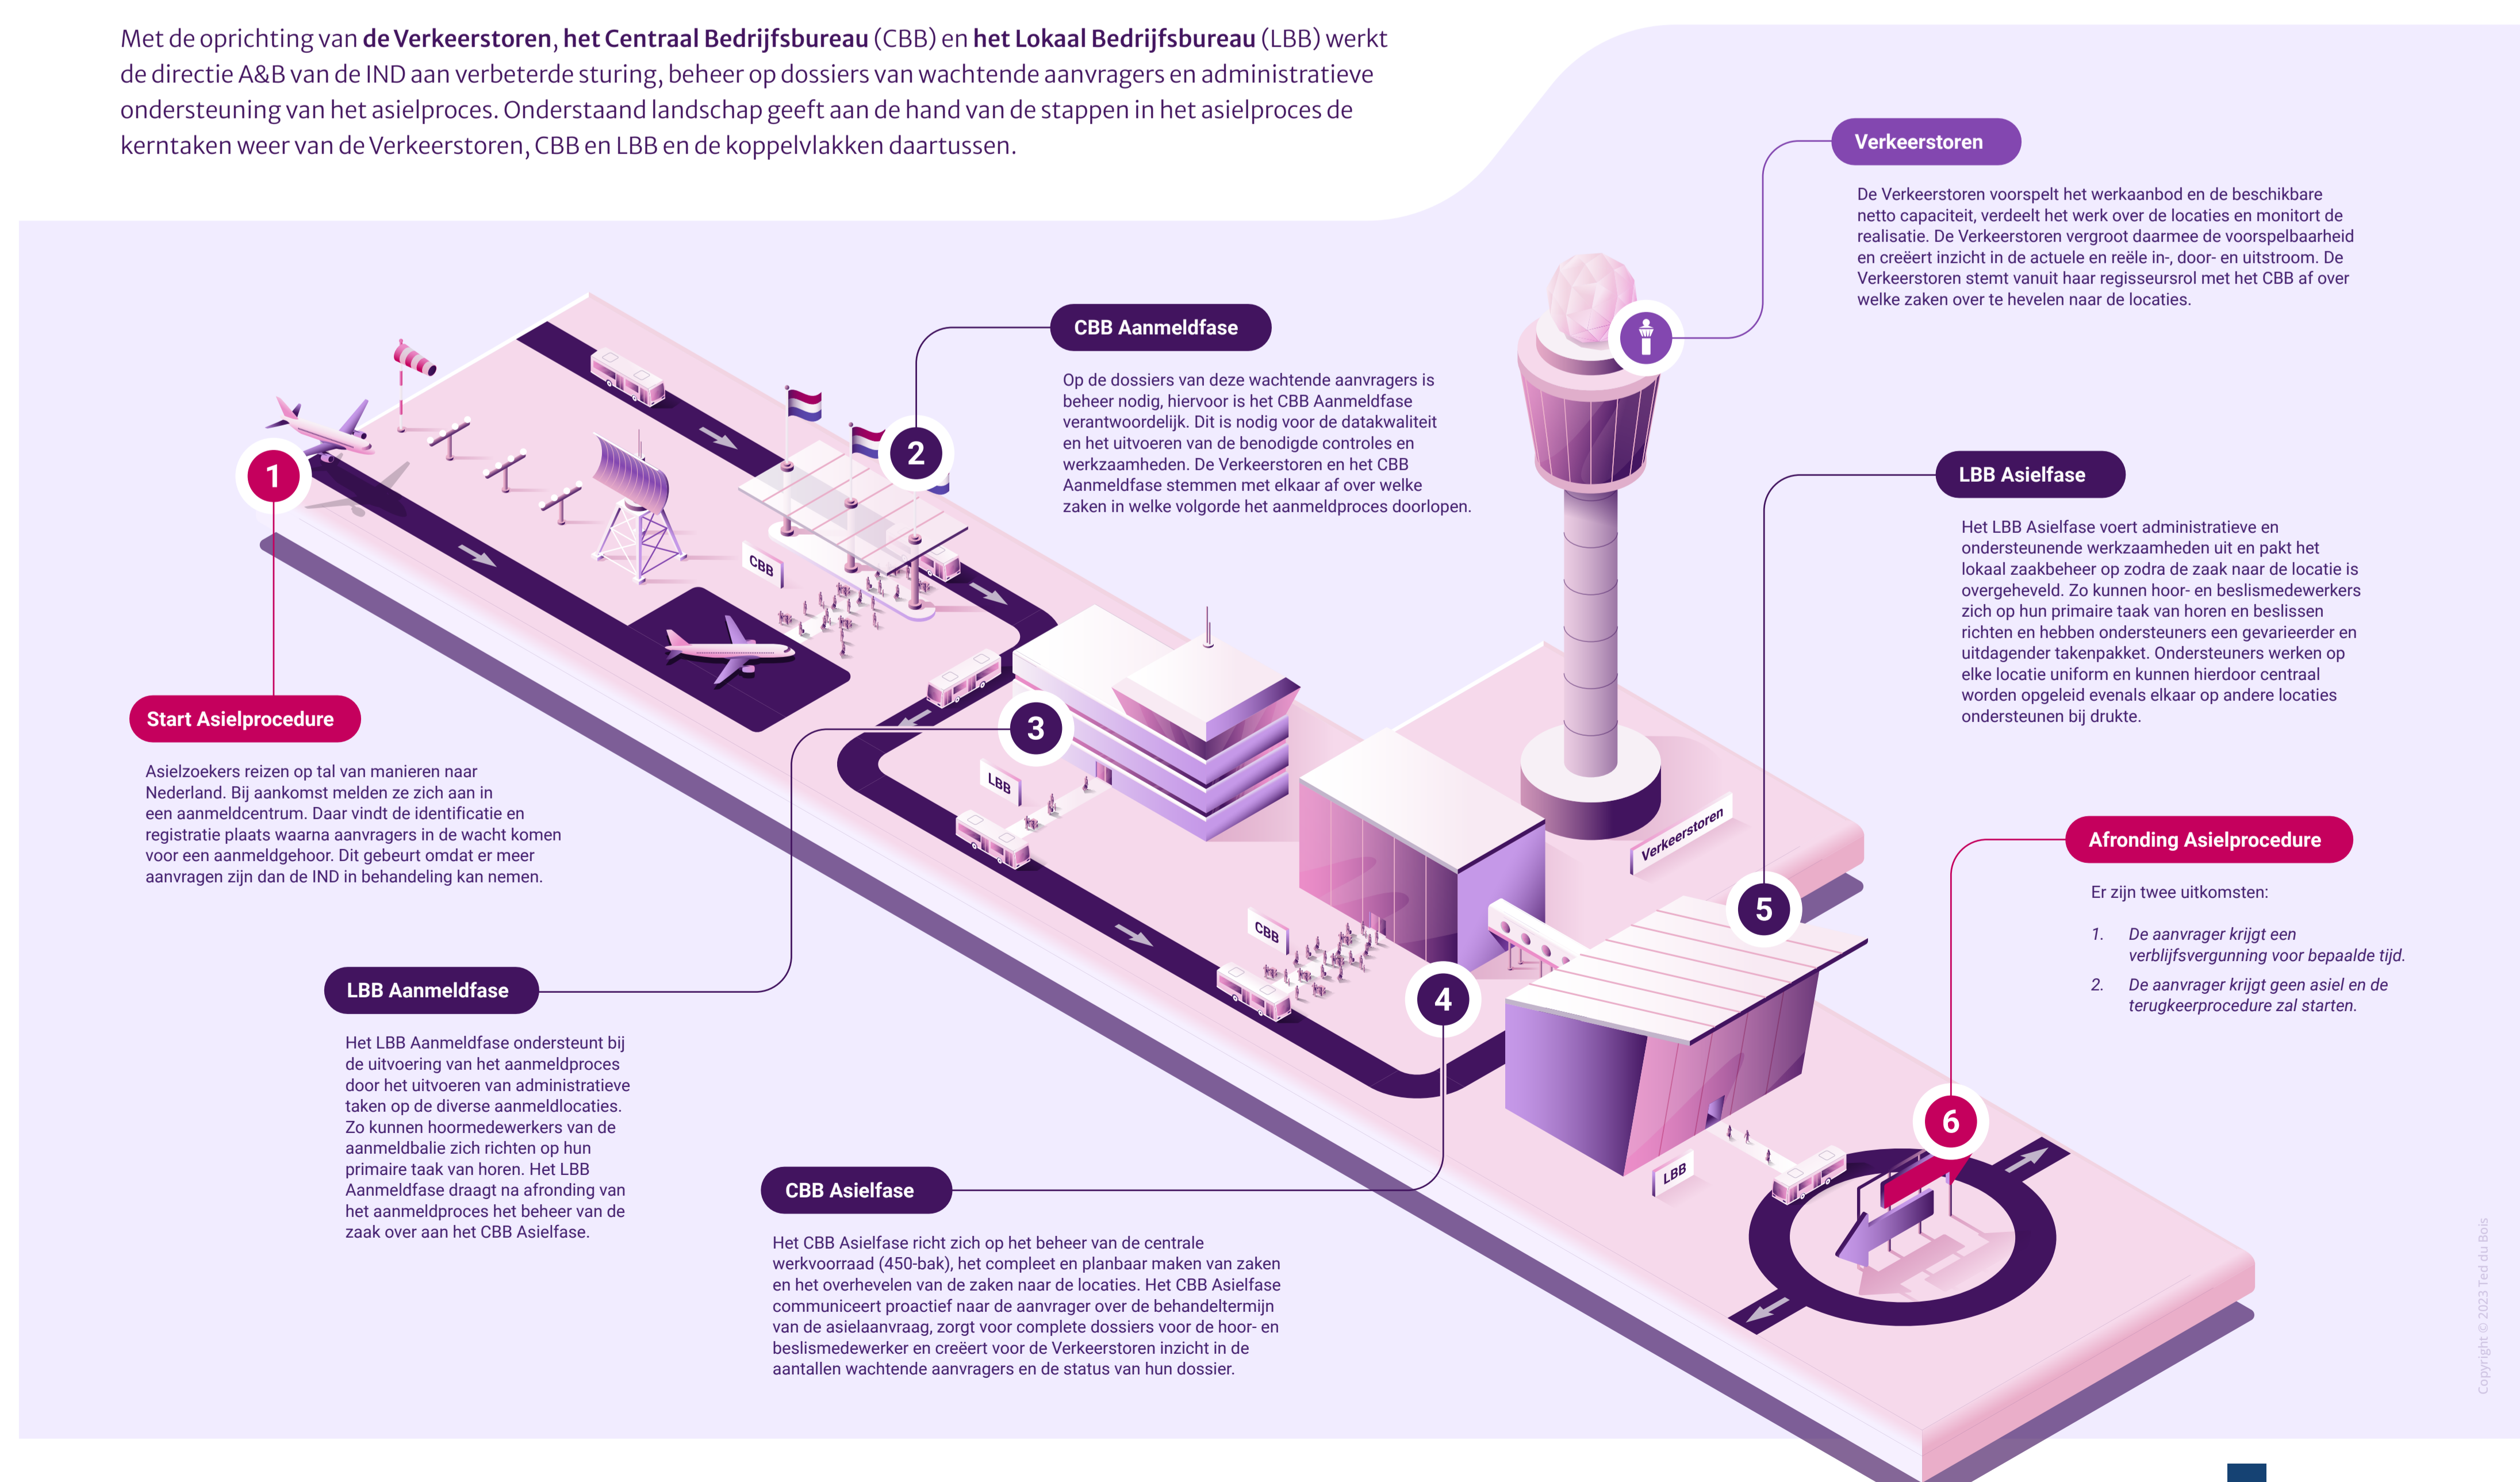 Met de oprichting van de Verkeerstoren, het Centraal Bedrijfsbureau (CBB) en het Lokaal Bedrijfsbureau (LBB) werkt
de directie A&B van de IND aan verbeterde sturing, beheer op dossiers van wachtende aanvragers en administratieve
ondersteuning van het asielproces. Onderstaand landschap geeft aan de hand van de stappen in het asielproces de
kerntaken weer van de Verkeerstoren, CBB en LBB en de koppelvlakken daartussen.
Verkeerstoren
De Verkeerstoren voorspelt het werkaanbod en de beschikbare
netto capaciteit, verdeelt het werk over de locaties en monitort de
realisatie. De Verkeerstoren vergroot daarmee de voorspelbaarheid
en creëert inzicht in de actuele en reële in-, door- en uitstroom. De
Verkeerstoren stemt vanuit haar regisseursrol met het CBB af over
welke zaken over te hevelen naar de locaties.
1
Start Asielprocedure
Asielzoekers reizen op tal van manieren naar
Nederland. Bij aankomst melden ze zich aan in
een aanmeldcentrum. Daar vindt de identificatie en
registratie plaats waarna aanvragers in de wacht komen
voor een aanmeldgehoor. Dit gebeurt omdat er meer
aanvragen zijn dan de IND in behandeling kan nemen.
2
CBB Aanmeldfase
Op de dossiers van deze wachtende aanvragers is
beheer nodig, hiervoor is het CBB Aanmeldfase
verantwoordelijk. Dit is nodig voor de datakwaliteit
en het uitvoeren van de benodigde controles en
werkzaamheden. De Verkeerstoren en het CBB
Aanmeldfase stemmen met elkaar af over welke
zaken in welke volgorde het aanmeldproces doorlopen.
CBB
3
LBB Aanmeldfase
Het LBB Aanmeldfase ondersteunt bij
de uitvoering van het aanmeldproces
door het uitvoeren van administratieve
taken op de diverse aanmeldlocaties.
Zo kunnen hoormedewerkers van de
aanmeldbalie zich richten op hun
primaire taak van horen. Het LBB
Aanmeldfase draagt na afronding van
het aanmeldproces het beheer van de
zaak over aan het CBB Asielfase.
LBB
4
CBB Asielfase
Het CBB Asielfase richt zich op het beheer van de centrale
werkvoorraad (450-bak), het compleet en planbaar maken van zaken
en het overhevelen van de zaken naar de locaties. Het CBB Asielfase
communiceert proactief naar de aanvrager over de behandeltermijn
van de asielaanvraag, zorgt voor complete dossiers voor de hoor- en
beslismedewerker en creëert voor de Verkeerstoren inzicht in de
aantallen wachtende aanvragers en de status van hun dossier.
CBB
Verkeerstoren
5
LBB Asielfase
Het LBB Asielfase voert administratieve en
ondersteunende werkzaamheden uit en pakt het
lokaal zaakbeheer op zodra de zaak naar de locatie is
overgeheveld. Zo kunnen hoor- en beslismedewerkers
zich op hun primaire taak van horen en beslissen
richten en hebben ondersteuners een gevarieerder en
uitdagender takenpakket. Ondersteuners werken op
elke locatie uniform en kunnen hierdoor centraal
worden opgeleid evenals elkaar op andere locaties
ondersteunen bij drukte.
LBB
6
Afronding Asielprocedure
Er zijn twee uitkomsten:
1. De aanvrager krijgt een
verblijfsvergunning voor bepaalde tijd.
2. De aanvrager krijgt geen asiel en de
terugkeerprocedure zal starten.
Copyright © 2023 Ted du Bois